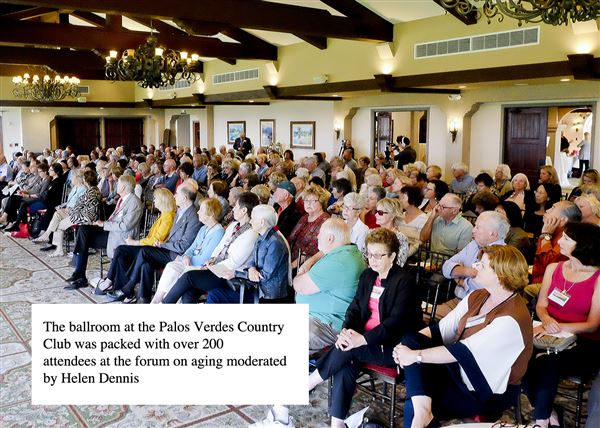 The ballroom at the Palos Verdes Country
Club was packed with over 200
attendees at the forum on aging moderated
by Helen Dennis